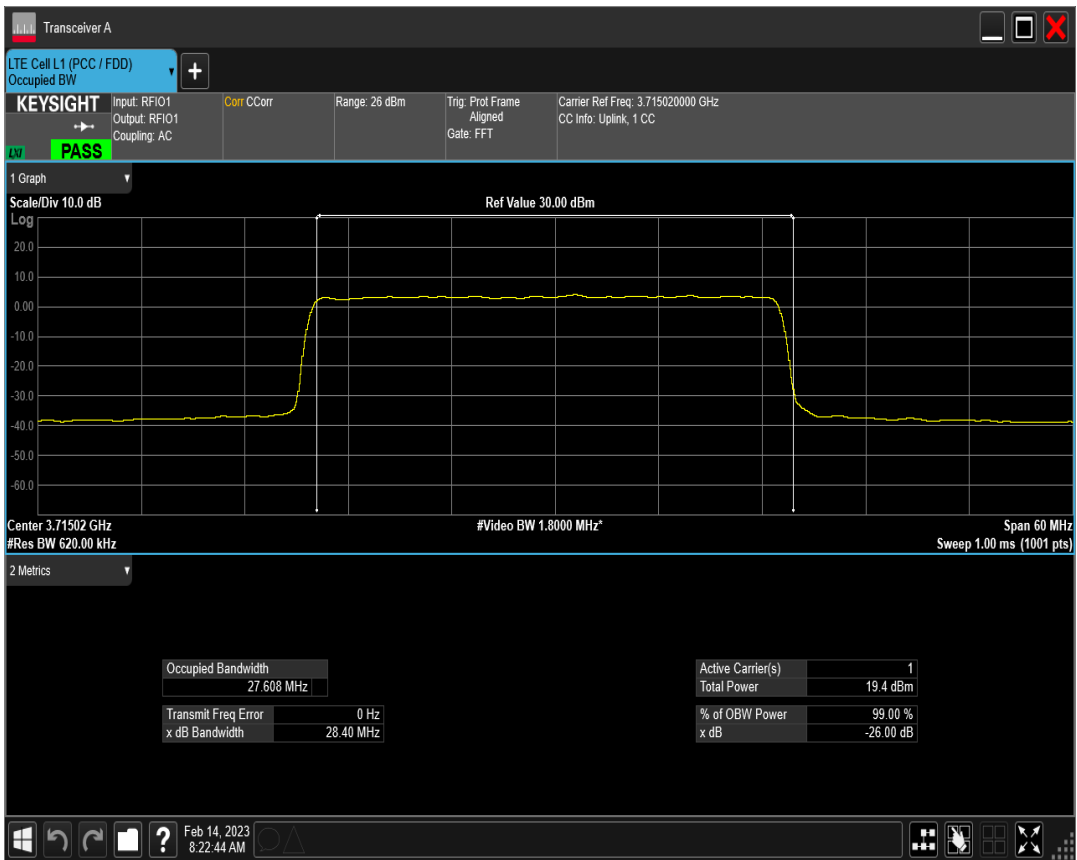 Transceiver A
LTE Cell L1 (PCC / FDD)
Occupied BW
+
KEYSIGHT
LXI
PASS
Input: RFIO1
Output: RFIO1
Coupling: AC
Corr CCorr
Range: 26 dBm
Trig: Prot Frame
Aligned
Gate: FFT
Carrier Ref Freq: 3.715020000 GHz
CC Info: Uplink, 1 CC
1 Graph
Scale/Div 10.0 dB
Ref Value 30.00 dBm
Log
20.0
10.0
0.00
-10.0
-20.0
-30.0
-40.0
-50.0
-60.0
Center 3.71502 GHz
#Video BW 1.8000 MHz*
Span 60 MHz
#Res BW 620.00 kHz
Sweep 1.00 ms (1001 pts)
2 Metrics
Occupied Bandwidth
27.608 MHz
Transmit Freq Error 0 Hz
x dB Bandwidth 28.40 MHz
Active Carrier(s) 1
Total Power 19.4 dBm
% of OBW Power 99.00 %
x dB -26.00 dB
?
Feb 14, 2023
8:22:44 AM